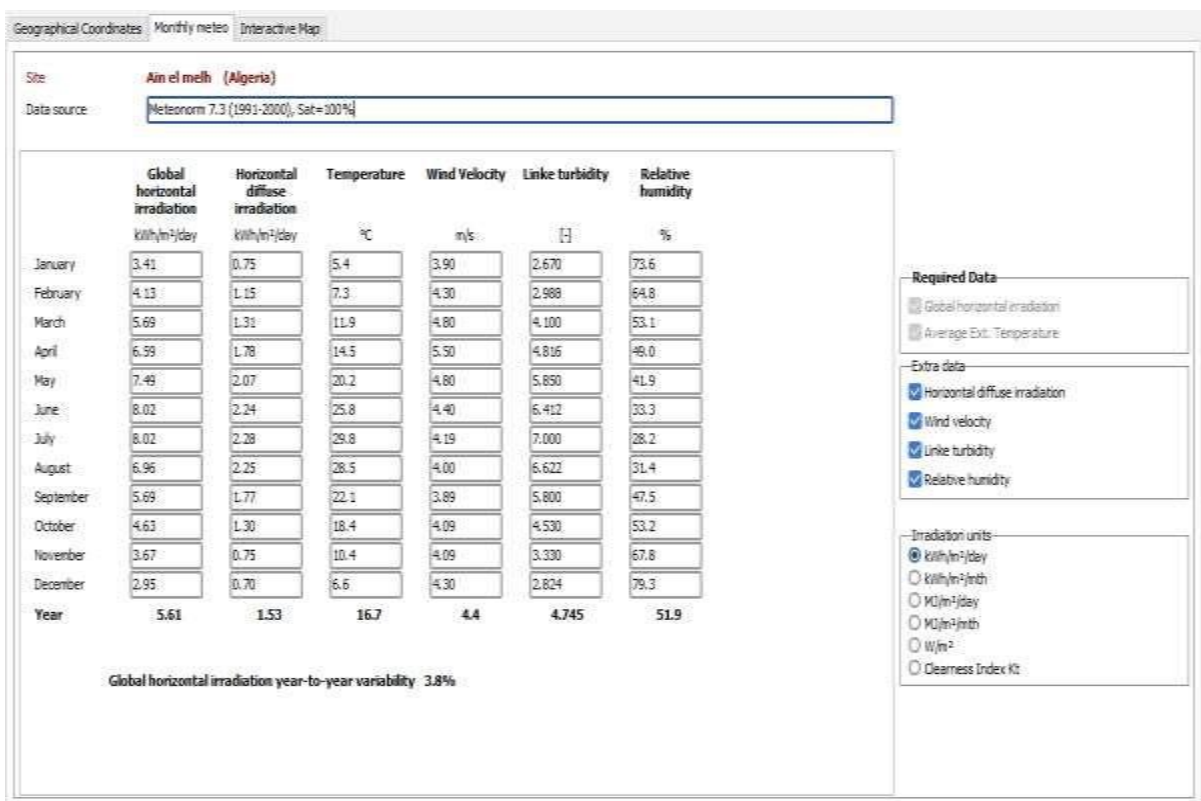 Geographical Coordinates Monthly meteo Interactive Map
Site Ain el melh (Algeria)
Data source Meteonorm 7.3 (1991-2000), Sat=100%
Global horizontal irradiation Horizontal diffuse irradiation Temperature Wind Velocity Linke turbidity Relative humidity
kWh/m²/day kWh/m²/day °C m/s [-] %
January 3.41 0.75 5.4 3.90 2.670 73.6
February 4.13 1.15 7.3 4.30 2.988 64.8
March 5.69 1.31 11.9 4.80 4.100 53.1
April 6.59 1.78 14.5 5.50 4.816 49.0
May 7.49 2.07 20.2 4.80 5.850 41.9
June 8.02 2.24 25.8 4.40 6.412 33.3
July 8.02 2.28 29.8 4.19 7.000 28.2
August 6.96 2.25 28.5 4.00 6.622 31.4
September 5.69 1.77 22.1 3.89 5.800 47.5
October 4.63 1.30 18.4 4.09 4.530 53.2
November 3.67 0.75 10.4 4.09 3.330 67.8
December 2.95 0.70 6.6 4.30 2.824 79.3
Year 5.61 1.53 16.7 4.4 4.745 51.9
Global horizontal irradiation year-to-year variability 3.8%
Required Data
Global horizontal irradiation
Average Ext. Temperature
Extra data
Horizontal diffuse irradiation
Wind velocity
Linke turbidity
Relative humidity
Irradiation units
kWh/m²/day
kWh/m²/mth
MJ/m²/day
MJ/m²/mth
W/m²
Clearness Index Kt